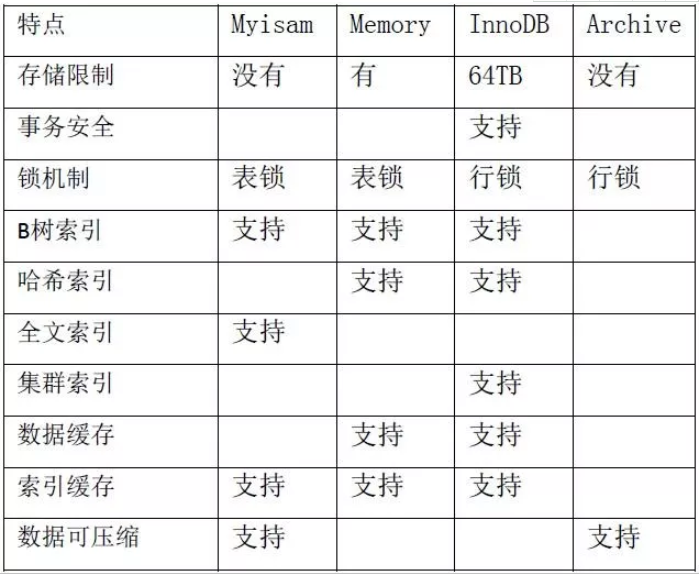 特点 Myisam Memory InnoDB Archive
存储限制 没有 有 64TB 没有
事务安全 支持
锁机制 表锁 表锁 行锁 行锁
B树索引 支持 支持 支持
哈希索引 支持 支持
全文索引 支持
集群索引 支持
数据缓存 支持 支持
索引缓存 支持 支持 支持
数据可压缩 支持 支持